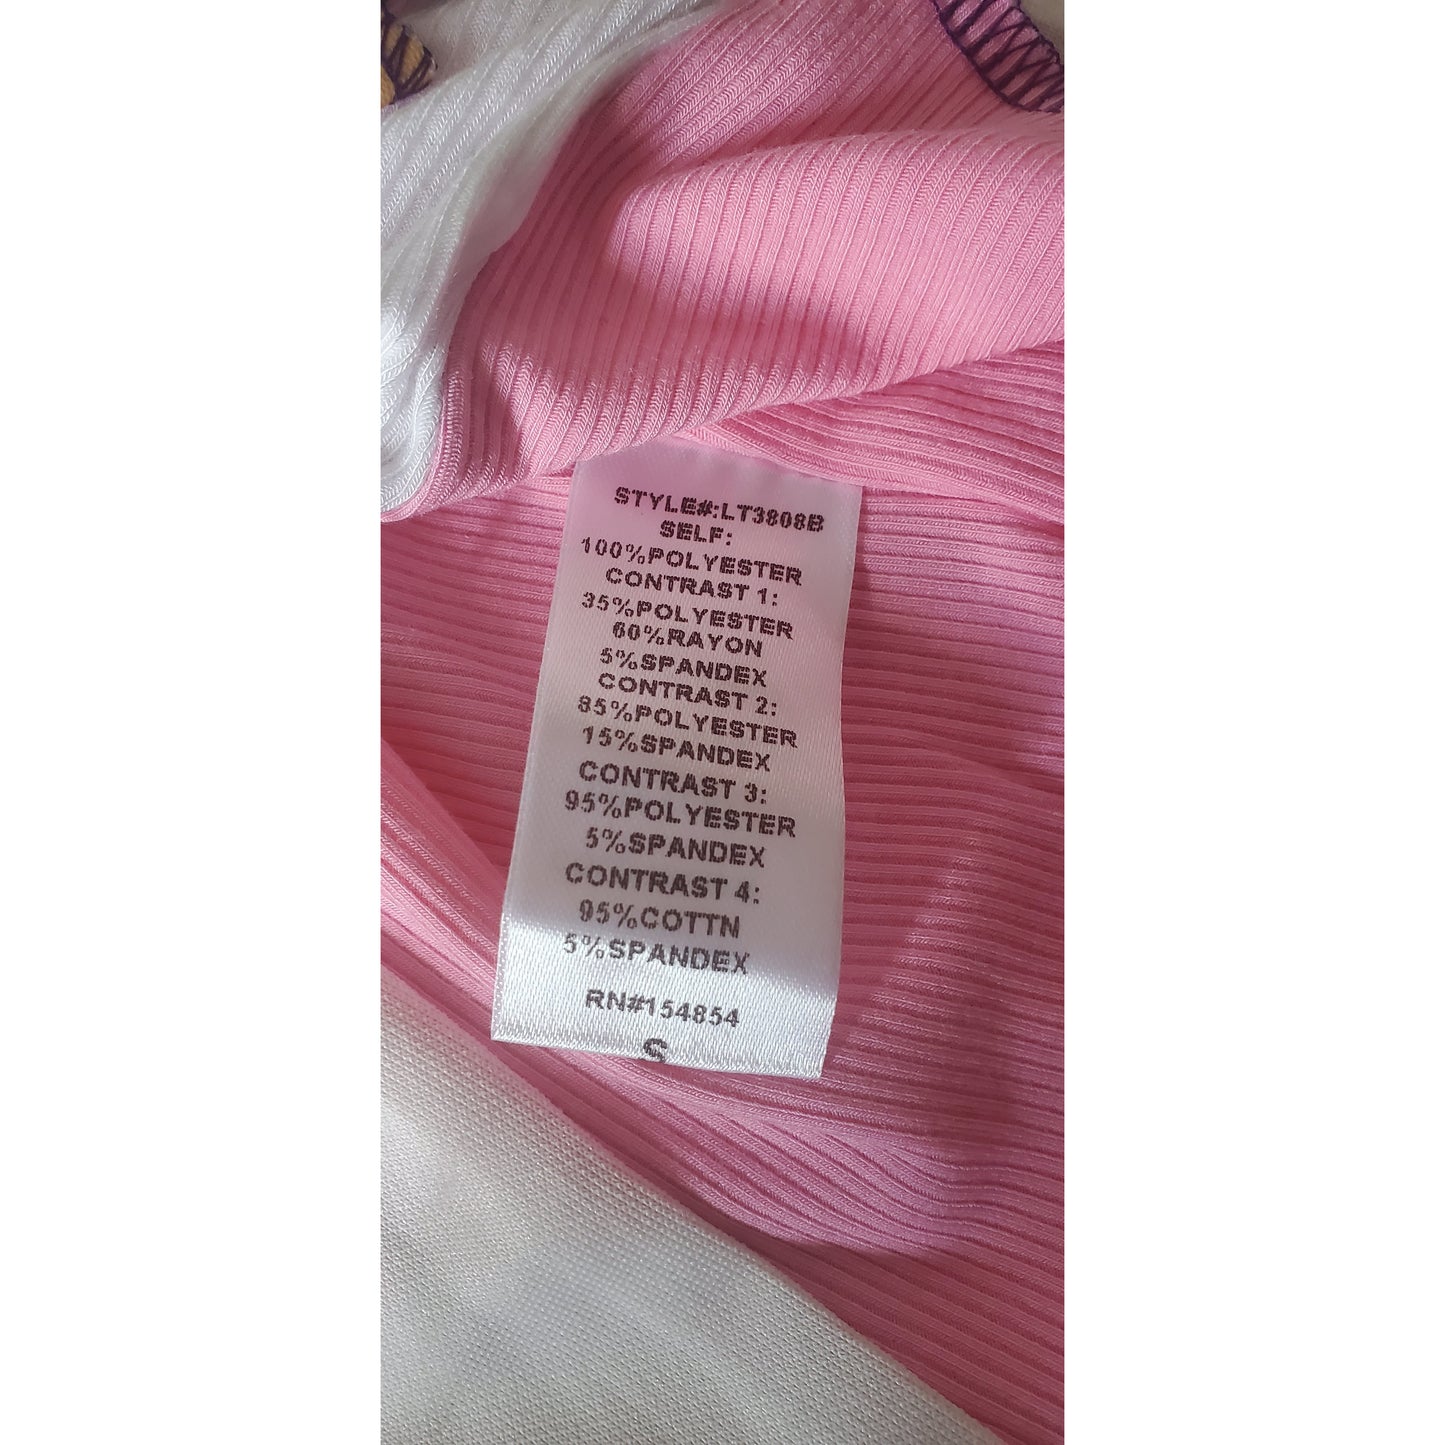 STYLE#:LT3808B
SELF:
100%POLYESTER
CONTRAST 1:
35%POLYESTER
60%RAYON
5%SPANDEX
CONTRAST 2:
85%POLYESTER
15%SPANDEX
CONTRAST 3:
95%POLYESTER
5%SPANDEX
CONTRAST 4:
95%COTTN
5%SPANDEX
RN#154854
S